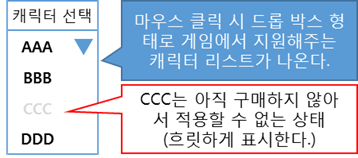 캐릭터 선택
AAA
BBB
CCC
DDD
마우스 클릭 시 드롭 박스 형
태로 게임에서 지원해주는
캐릭터 리스트가 나온다.
CCC는 아직 구매하지 않아
서 적용할 수 없는 상태
(흐릿하게 표시한다.)